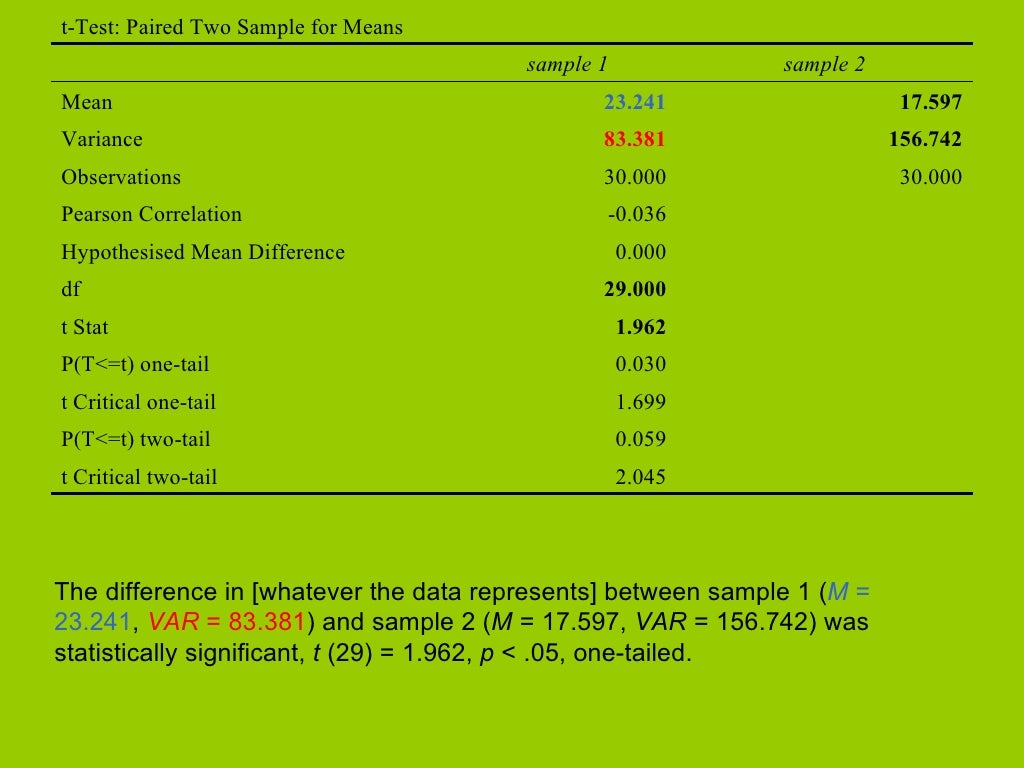 t-Test: Paired Two Sample for Means
sample 1 sample 2
Mean 23.241 17.597
Variance 83.381 156.742
Observations 30.000 30.000
Pearson Correlation -0.036
Hypothesised Mean Difference 0.000
df 29.000
t Stat 1.962
P(T<=t) one-tail 0.030
t Critical one-tail 1.699
P(T<=t) two-tail 0.059
t Critical two-tail 2.045
The difference in [whatever the data represents] between sample 1 (M =
23.241, VAR = 83.381) and sample 2 (M = 17.597, VAR = 156.742) was
statistically significant, t (29) = 1.962, p < .05, one-tailed.